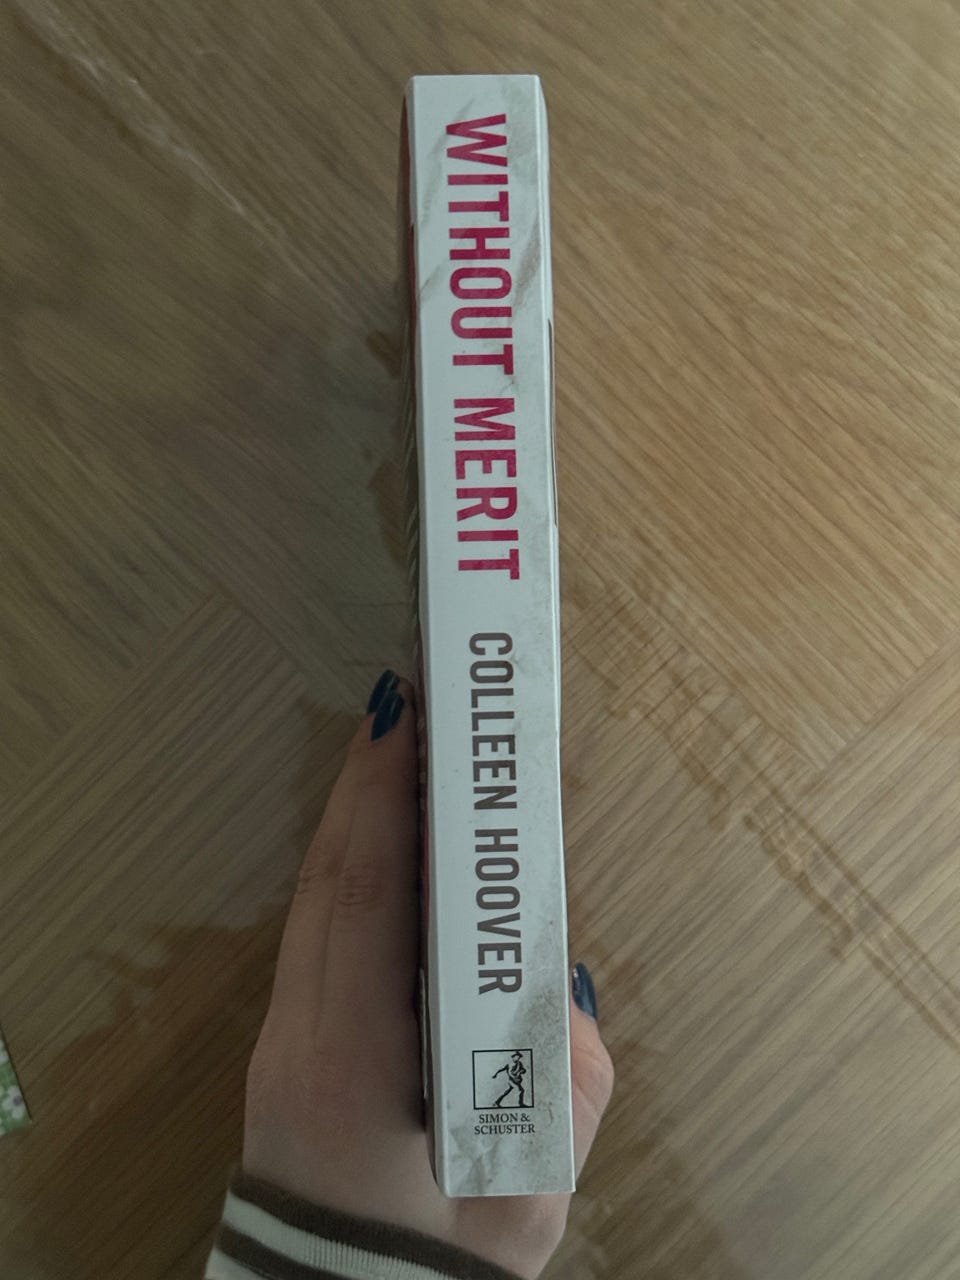 WITHOUT MERIT
COLLEEN HOOVER
SIMON &
SCHUSTER